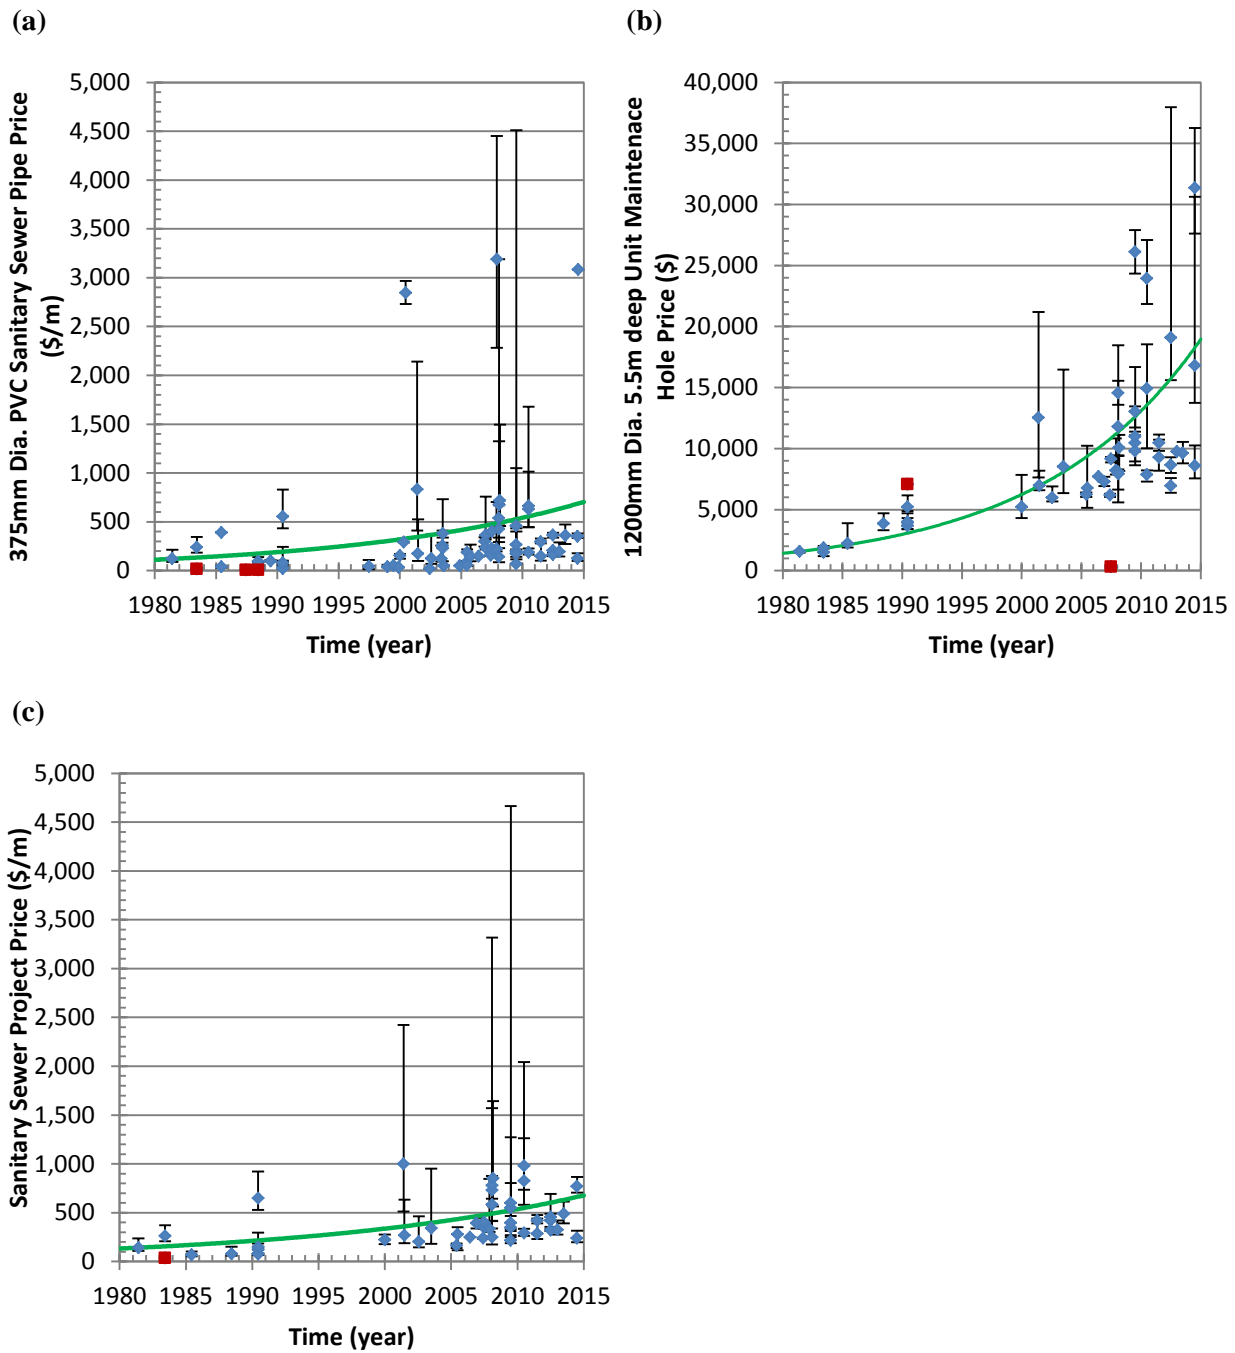 (a)
375mm Dia. PVC Sanitary Sewer Pipe Price
($/m)
5,000
4,500
4,000
3,500
3,000
2,500
2,000
1,500
1,000
500
0
1980 1985 1990 1995 2000 2005 2010 2015
Time (year)
(b)
1200mm Dia. 5.5m deep Unit Maintenace
Hole Price ($)
40,000
35,000
30,000
25,000
20,000
15,000
10,000
5,000
0
1980 1985 1990 1995 2000 2005 2010 2015
Time (year)
(c)
Sanitary Sewer Project Price ($/m)
5,000
4,500
4,000
3,500
3,000
2,500
2,000
1,500
1,000
500
0
1980 1985 1990 1995 2000 2005 2010 2015
Time (year)